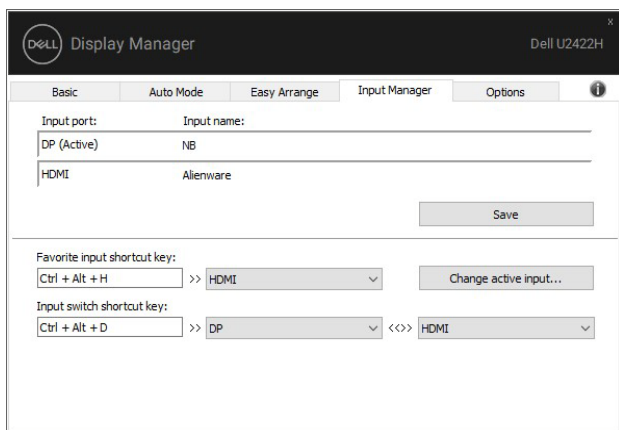 x
DELL Display Manager Dell U2422H
Basic Auto Mode Easy Arrange Input Manager Options i
Input port: Input name:
DP (Active) NB
HDMI Alienware
Save
Favorite input shortcut key:
Ctrl + Alt + H >> HDMI Change active input...
Input switch shortcut key:
Ctrl + Alt + D >> DP <<>> HDMI